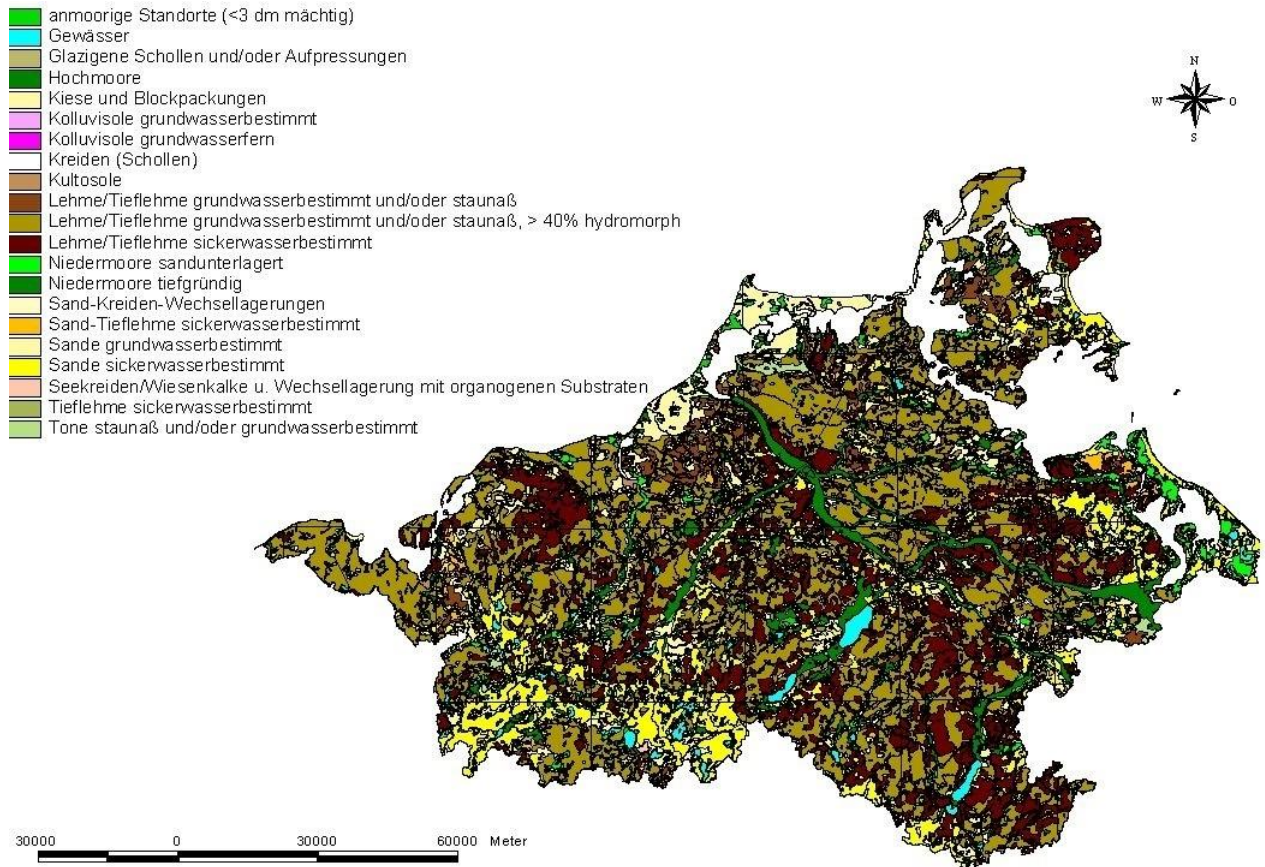 anmoorige Standorte (<3 dm mächtig)
Gewässer
Glazigene Schollen und/oder Aufpressungen
Hochmoore
Kiese und Blockpackungen
Kolluvisole grundwasserbestimmt
Kolluvisole grundwasserfern
Kreiden (Schollen)
Kultosole
Lehme/Tieflehme grundwasserbestimmt und/oder staunaß
Lehme/Tieflehme grundwasserbestimmt und/oder staunaß, > 40% hydromorph
Lehme/Tieflehme sickerwasserbestimmt
Niedermoore sandunterlagert
Niedermoore tiefgründig
Sand-Kreiden-Wechsellagerungen
Sand-Tieflehme sickerwasserbestimmt
Sande grundwasserbestimmt
Sande sickerwasserbestimmt
Seekreiden/Wiesenkalke u. Wechsellagerung mit organogenen Substraten
Tieflehme sickerwasserbestimmt
Tone staunaß und/oder grundwasserbestimmt
N
W O
S
30000 0 30000 60000 Meter